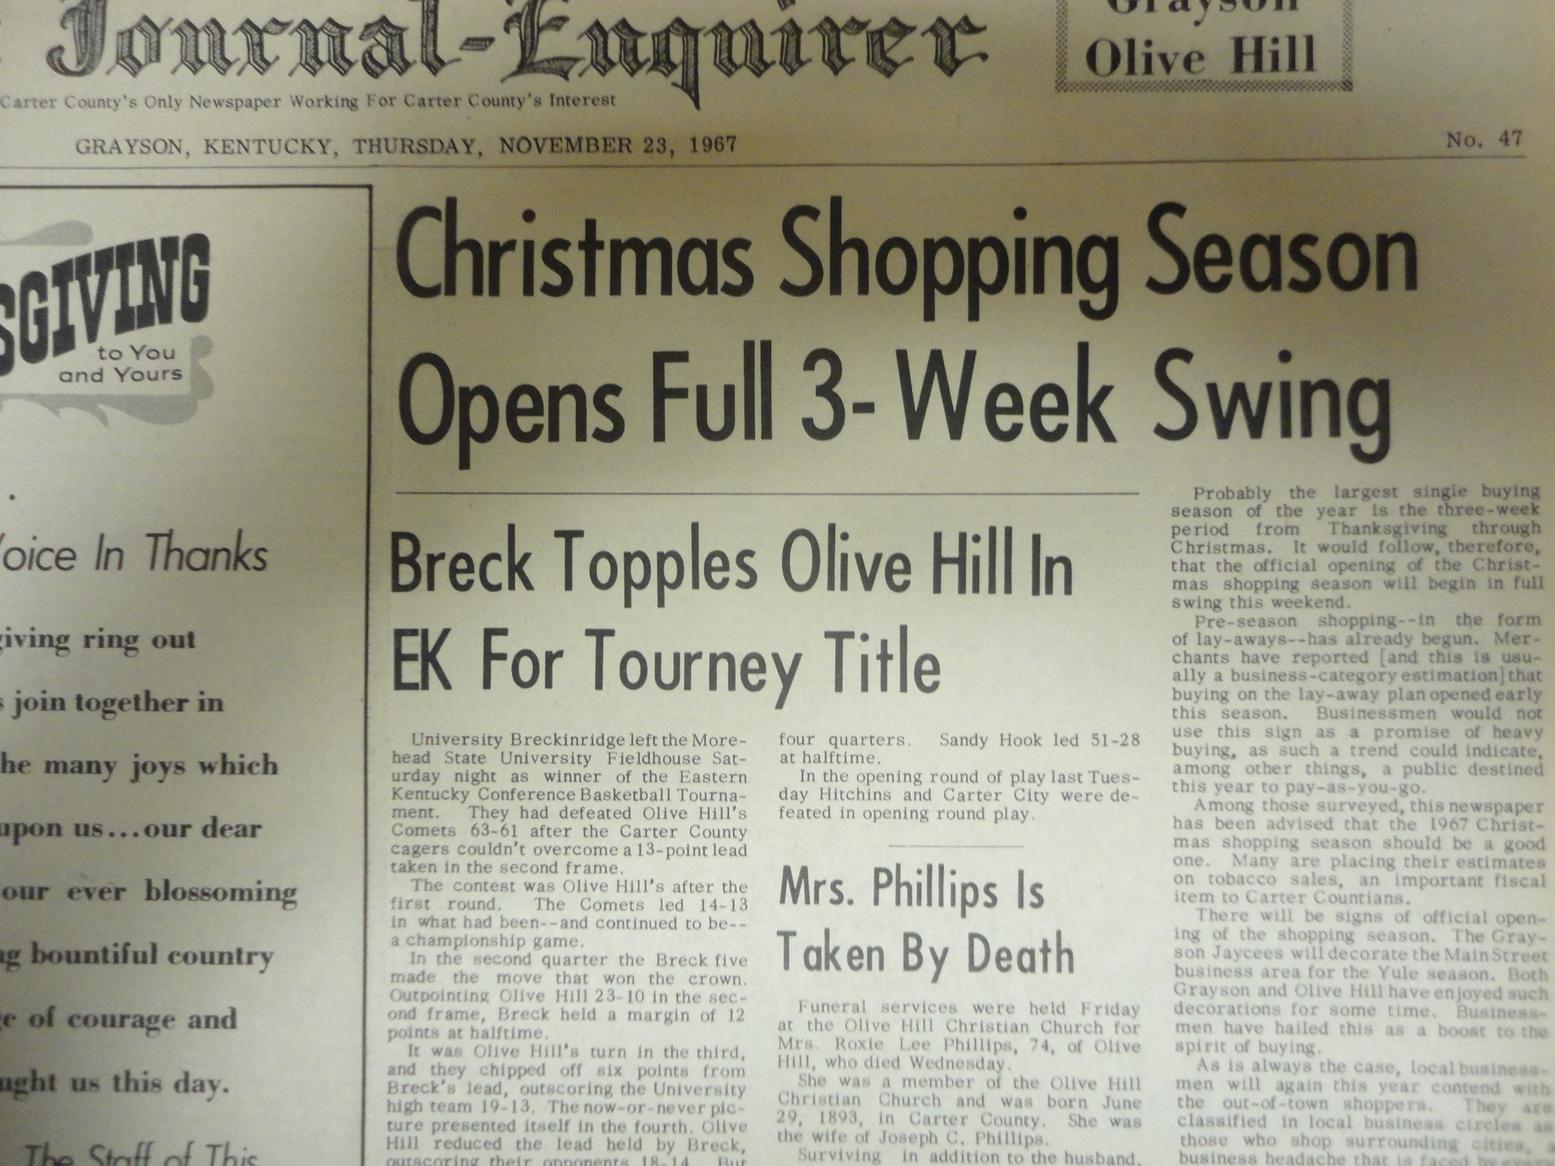 Journal-Enquirer
Grayson
Olive Hill
Carter County's Only Newspaper Working For Carter County's Interest
GRAYSON, KENTUCKY, THURSDAY, NOVEMBER 23, 1967
No. 47
SGIVING
to You
and Yours
.
Voice In Thanks
giving ring out
s join together in
he many joys which
upon us...our dear
our ever blossoming
ng bountiful country
ge of courage and
ught us this day.
The Staff of This
Christmas Shopping Season
Opens Full 3- Week Swing
Breck Topples Olive Hill In
EK For Tourney Title
University Breckinridge left the More-
head State University Fieldhouse Sat-
urday night as winner of the Eastern
Kentucky Conference Basketball Tourna-
ment. They had defeated Olive Hill's
Comets 63-61 after the Carter County
cagers couldn't overcome a 13-point lead
taken in the second frame.
The contest was Olive Hill's after the
first round. The Comets led 14-13
in what had been--and continued to be--
a championship game.
In the second quarter the Breck five
made the move that won the crown.
Outpointing Olive Hill 23-10 in the sec-
ond frame, Breck held a margin of 12
points at halftime.
It was Olive Hill's turn in the third,
and they chipped off six points from
Breck's lead, outscoring the University
high team 19-13. The now-or-never pic-
ture presented itself in the fourth. Olive
Hill reduced the lead held by Breck,
outscoring their opponents 18-14. But
four quarters. Sandy Hook led 51-28
at halftime.
In the opening round of play last Tues-
day Hitchins and Carter City were de-
feated in opening round play.
Mrs. Phillips Is
Taken By Death
Funeral services were held Friday
at the Olive Hill Christian Church for
Mrs. Roxie Lee Phillips, 74, of Olive
Hill, who died Wednesday.
She was a member of the Olive Hill
Christian Church and was born June
29, 1893, in Carter County. She was
the wife of Joseph C. Phillips.
Surviving in addition to the husband,
Probably the largest single buying
season of the year is the three-week
period from Thanksgiving through
Christmas. It would follow, therefore,
that the official opening of the Christ-
mas shopping season will begin in full
swing this weekend.
Pre-season shopping--in the form
of lay-aways--has already begun. Mer-
chants have reported [and this is usu-
ally a business-category estimation] that
buying on the lay-away plan opened early
this season. Businessmen would not
use this sign as a promise of heavy
buying, as such a trend could indicate,
among other things, a public destined
this year to pay-as-you-go.
Among those surveyed, this newspaper
has been advised that the 1967 Christ-
mas shopping season should be a good
one. Many are placing their estimates
on tobacco sales, an important fiscal
item to Carter Countians.
There will be signs of official open-
ing of the shopping season. The Gray-
son Jaycees will decorate the Main Street
business area for the Yule season. Both
Grayson and Olive Hill have enjoyed such
decorations for some time. Business-
men have hailed this as a boost to the
spirit of buying.
As is always the case, local business-
men will again this year contend with
the out-of-town shoppers. They are
classified in local business circles as
those who shop surrounding cities, a
business headache that is faced by every